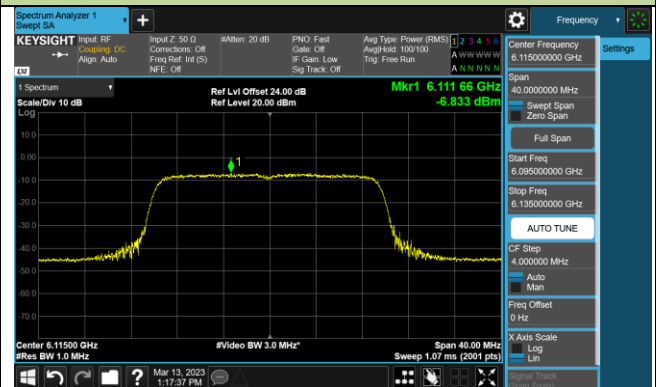 Spectrum Analyzer 1
Swept SA
Frequency
KEYSIGHT
Input: RF
Coupling: DC
Align: Auto
Input Z: 50 Ω
Corrections: Off
Freq Ref: Int (S)
NFE: Off
#Atten: 20 dB
PNO: Fast
Gate: Off
IF Gain: Low
Sig Track: Off
Avg Type: Power (RMS)
Avg|Hold: 100/100
Trig: Free Run
1 2 3 4 5 6
A W W W W W
A N N N N N
LXI
1 Spectrum
Scale/Div 10 dB
Log
Ref Lvl Offset 24.00 dB
Ref Level 20.00 dBm
Mkr1 6.111 66 GHz
-6.833 dBm
10.0
0.00
-10.0
-20.0
-30.0
-40.0
-50.0
-60.0
-70.0
1
Center 6.11500 GHz
#Res BW 1.0 MHz
#Video BW 3.0 MHz*
Span 40.00 MHz
Sweep 1.07 ms (2001 pts)
Center Frequency
6.115000000 GHz
Settings
Span
40.0000000 MHz
Swept Span
Zero Span
Full Span
Start Freq
6.095000000 GHz
Stop Freq
6.135000000 GHz
AUTO TUNE
CF Step
4.000000 MHz
Auto
Man
Freq Offset
0 Hz
X Axis Scale
Log
Lin
Signal Track
(Span Zoom)
?
Mar 13, 2023
1:17:37 PM